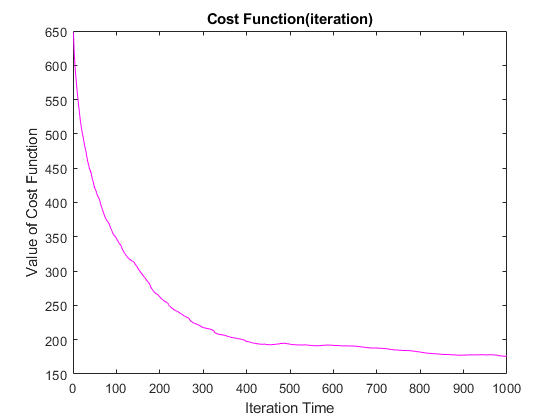 Cost Function(iteration)
650
600
550
500
450
400
350
300
250
200
150
Value of Cost Function
0 100 200 300 400 500 600 700 800 900 1000
Iteration Time